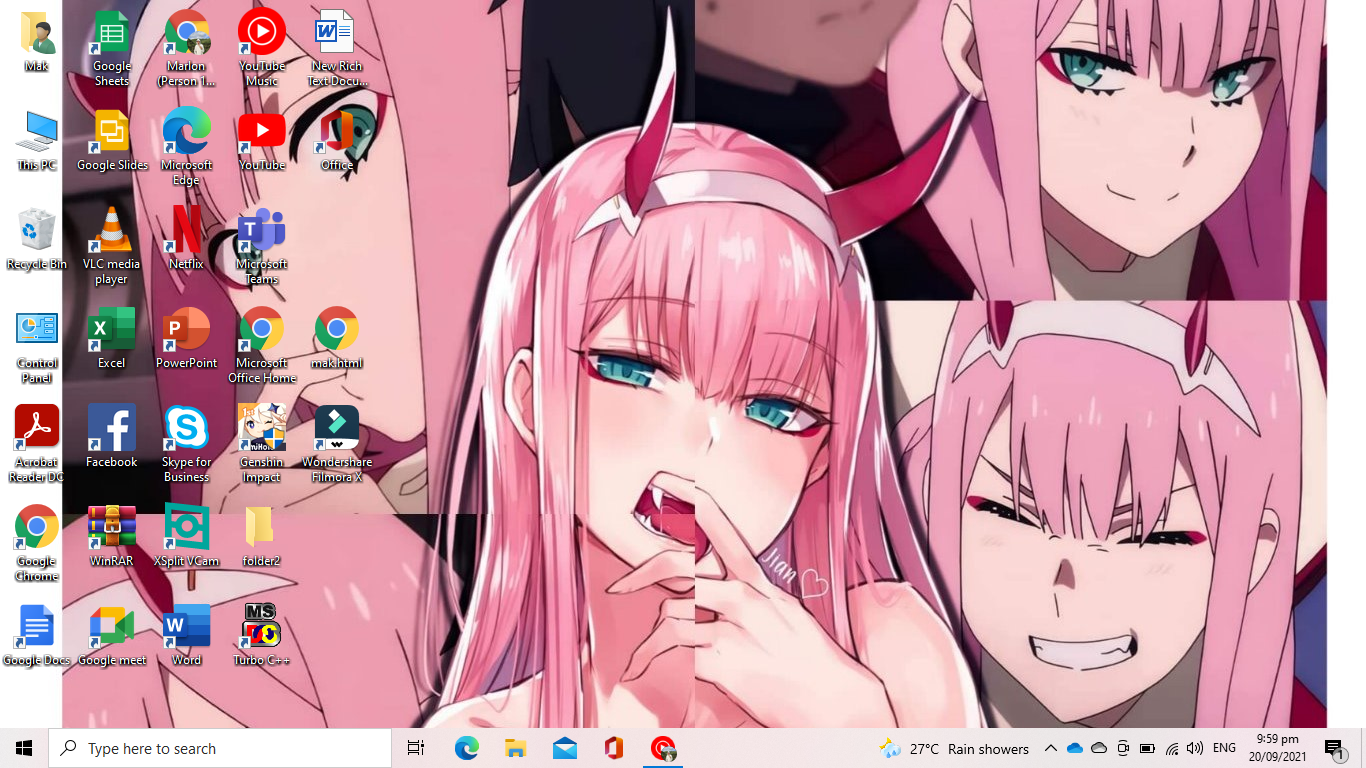 Mak
Google
Sheets
Marlon
(Person 1...
YouTube
Music
New Rich
Text Docu...
This PC
Google Slides
Microsoft
Edge
YouTube
Office
Recycle Bin
VLC media
player
Netflix
Microsoft
Teams
Control
Panel
Excel
PowerPoint
Microsoft
Office Home
mak.html
Acrobat
Reader DC
Facebook
Skype for
Business
Genshin
Impact
Wondershare
Filmora X
Google
Chrome
WinRAR
XSplit VCam
folder2
Jian
Google Docs
Google meet
Word
MS
Turbo C++
Type here to search
27°C Rain showers
ENG
9:59 pm
20/09/2021
1